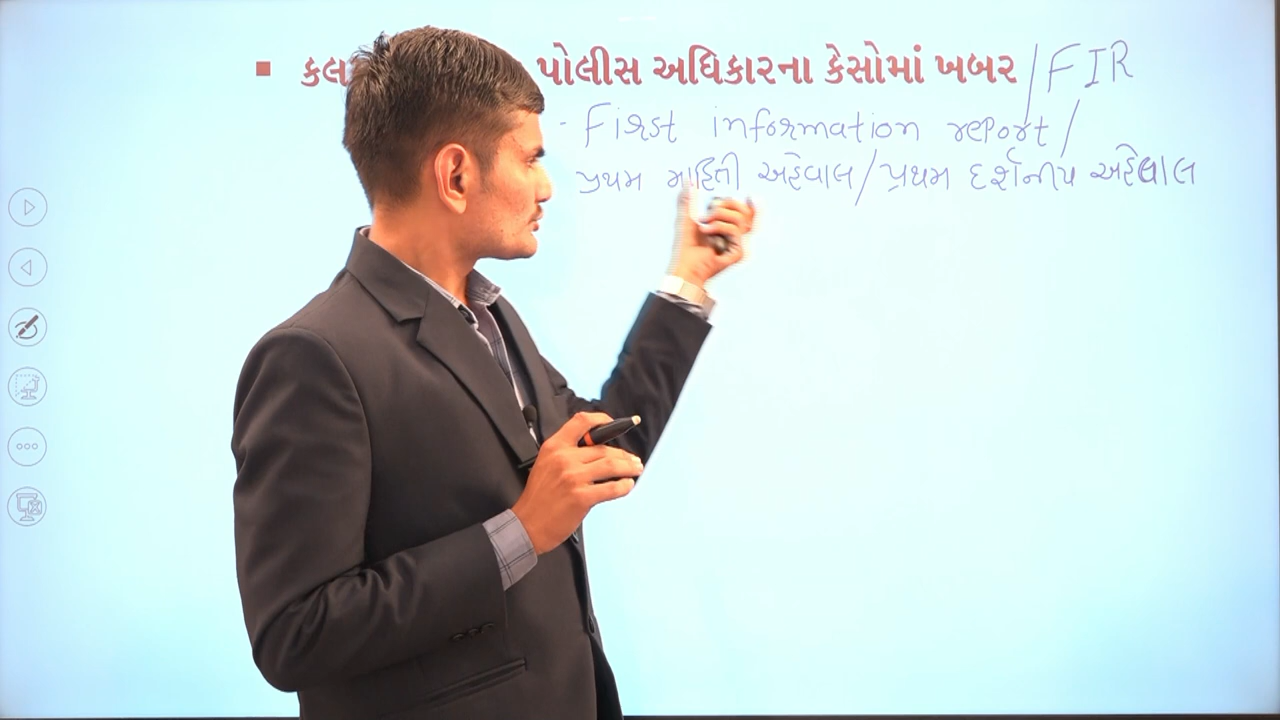 ▪ પોલીસ અધિકારના કેસોમાં ખબર / FIR
- First information report /
પ્રથમ માહિતી અહેવાલ / પ્રથમ દર્શનીય અહેવાલ